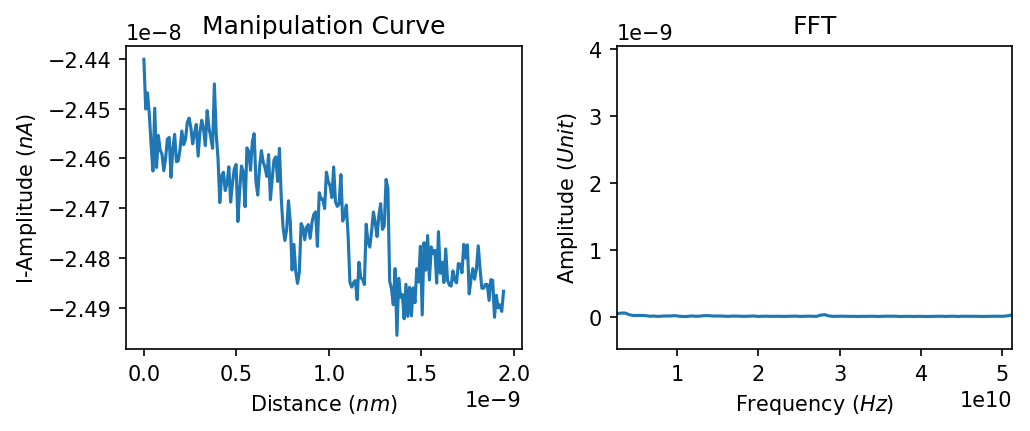 Manipulation Curve
1e−8
−2.44
−2.45
−2.46
−2.47
−2.48
−2.49
I-Amplitude (nA)
0.0 0.5 1.0 1.5 2.0
1e−9
Distance (nm)
FFT
1e−9
4
3
2
1
0
Amplitude (Unit)
1 2 3 4 5
1e10
Frequency (Hz)